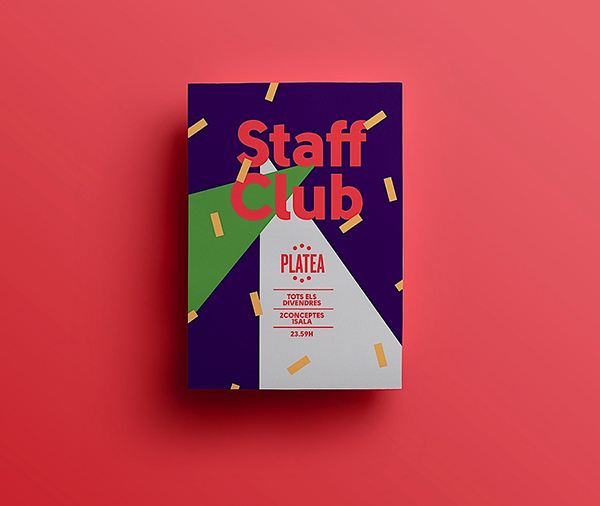 Staff
Club
PLATEA
TOTS ELS
DIVENDRES
2CONCEPTES
1SALA
23.59H